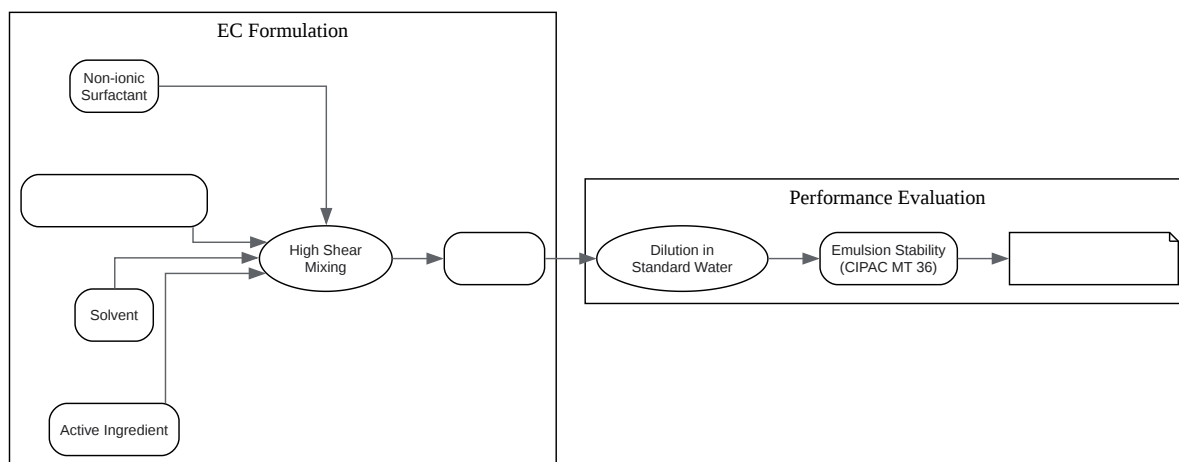 EC Formulation
Non-ionic
Surfactant
High Shear
Mixing
Solvent
Active Ingredient
Performance Evaluation
Dilution in
Standard Water
Emulsion Stability
(CIPAC MT 36)